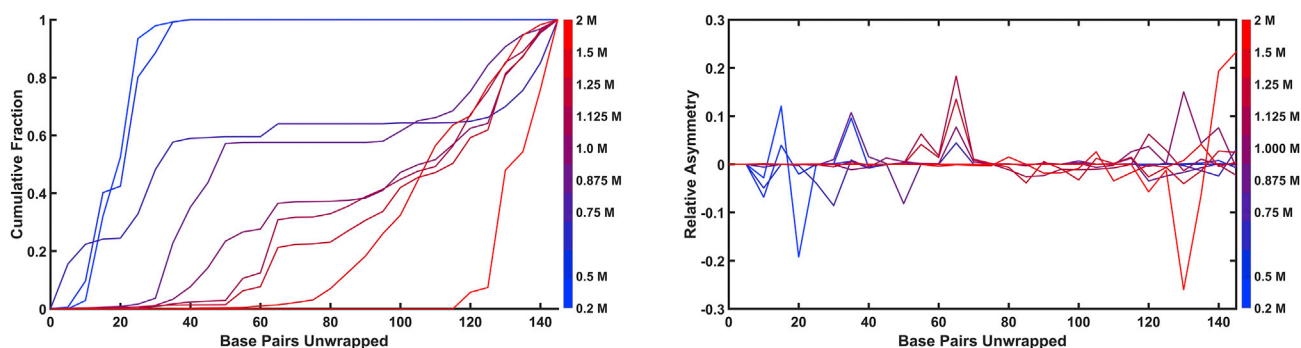 1
0.8
0.6
0.4
0.2
0
Cumulative Fraction
0 20 40 60 80 100 120 140
Base Pairs Unwrapped
2 M
1.5 M
1.25 M
1.125 M
1.0 M
0.875 M
0.75 M
0.5 M
0.2 M
0.3
0.2
0.1
0
-0.1
-0.2
-0.3
Relative Asymmetry
0 20 40 60 80 100 120 140
Base Pairs Unwrapped
2 M
1.5 M
1.25 M
1.125 M
1.000 M
0.875 M
0.75 M
0.5 M
0.2 M